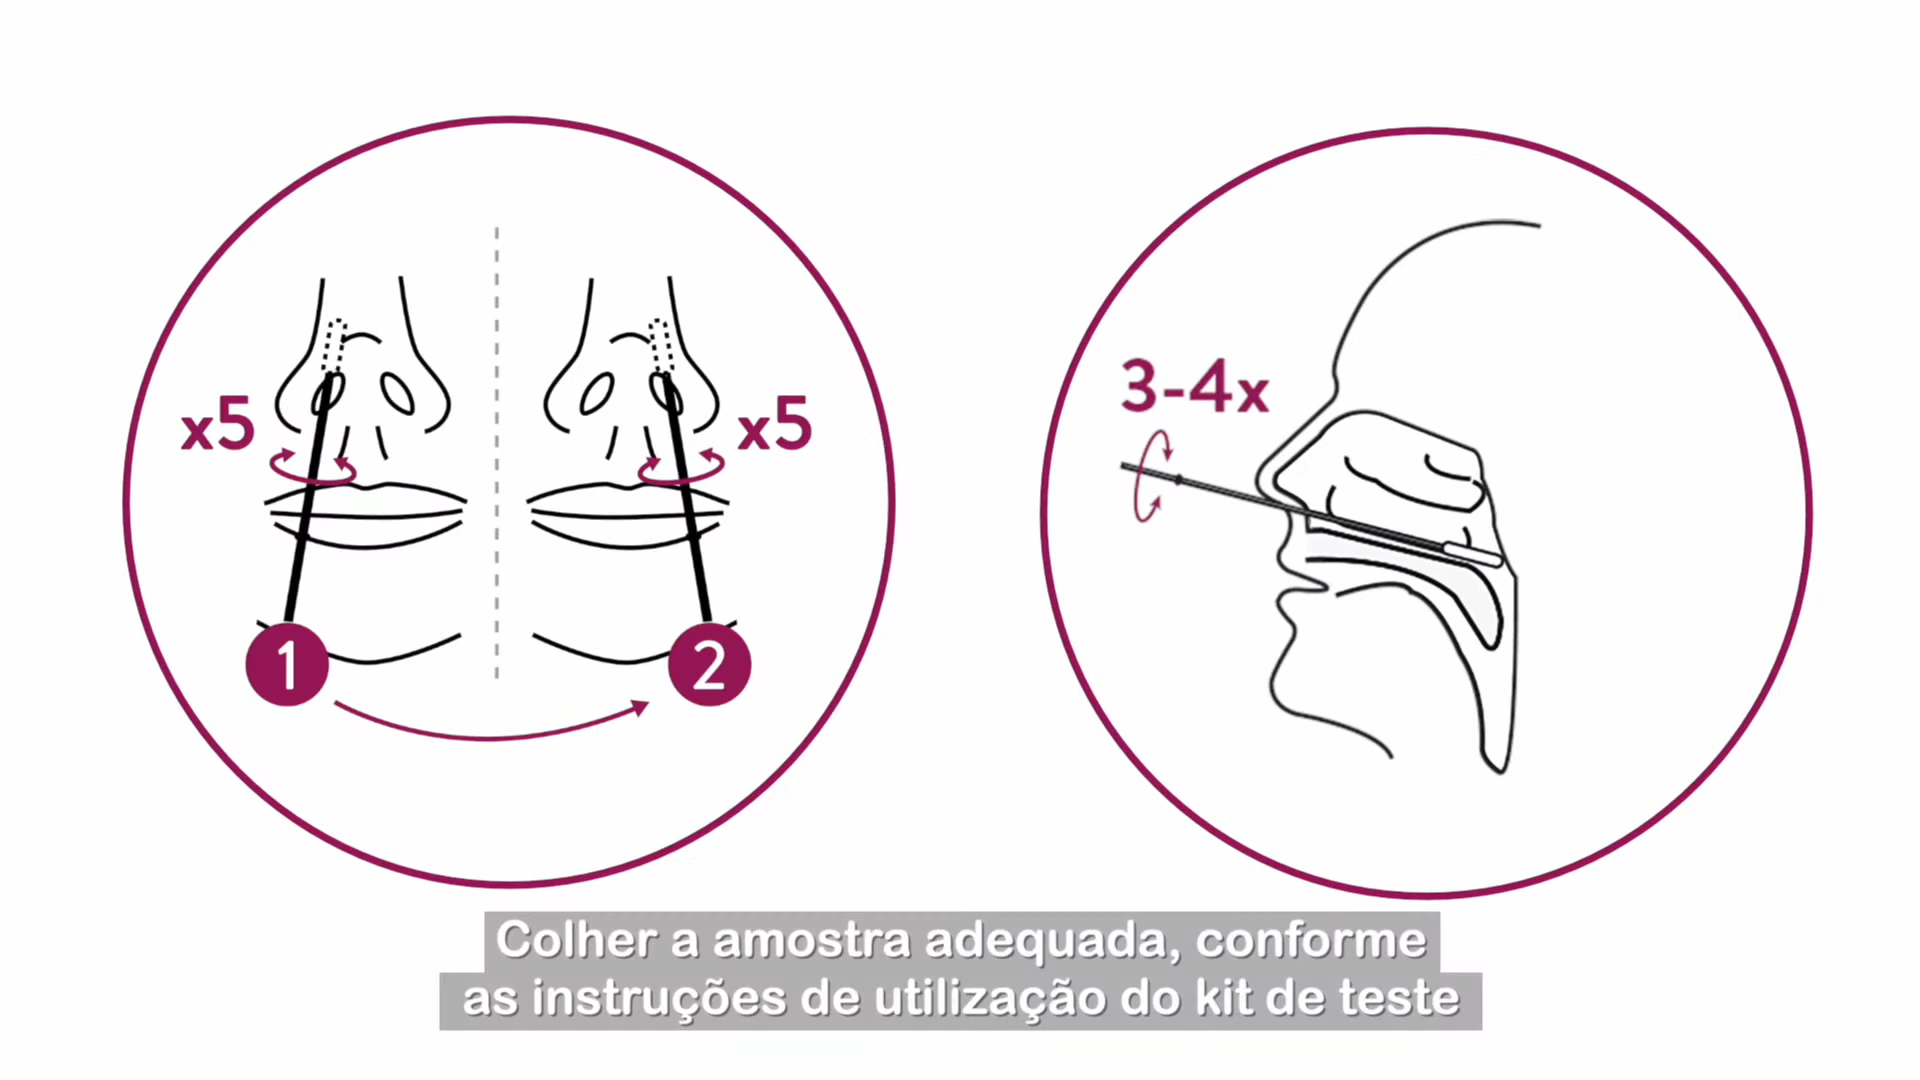 x5
x5
1
2
3-4x
Colher a amostra adequada, conforme
as instruções de utilização do kit de teste